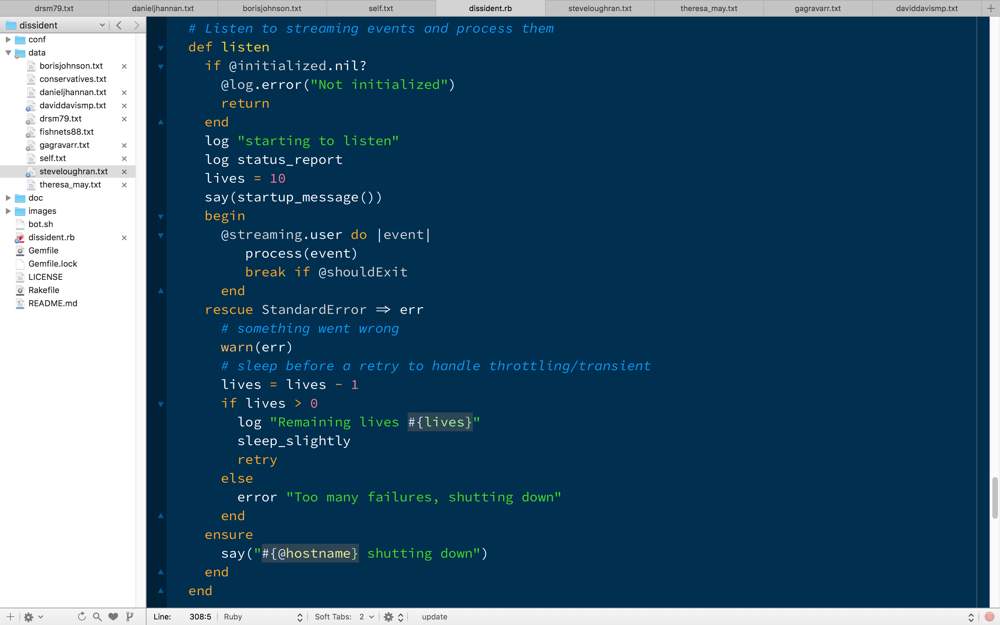 drsm79.txt danieljhannan.txt borisjohnson.txt self.txt dissident.rb steveloughran.txt theresa_may.txt gagravarr.txt daviddavismp.txt
dissident
conf
data
borisjohnson.txt
conservatives.txt
danieljhannan.txt
daviddavismp.txt
drsm79.txt
fishnets88.txt
gagravarr.txt
self.txt
steveloughran.txt
theresa_may.txt
doc
images
bot.sh
dissident.rb
Gemfile
Gemfile.lock
LICENSE
Rakefile
README.md
# Listen to streaming events and process them
def listen
  if @initialized.nil?
    @log.error("Not initialized")
    return
  end
  log "starting to listen"
  log status_report
  lives = 10
  say(startup_message())
  begin
    @streaming.user do |event|
       process(event)
       break if @shouldExit
    end
  rescue StandardError => err
    # something went wrong
    warn(err)
    # sleep before a retry to handle throttling/transient
    lives = lives - 1
    if lives > 0
      log "Remaining lives #{lives}"
      sleep_slightly
      retry
    else
      error "Too many failures, shutting down"
    end
  ensure
    say("#{@hostname} shutting down")
  end
end
Line: 308:5 Ruby Soft Tabs: 2 update